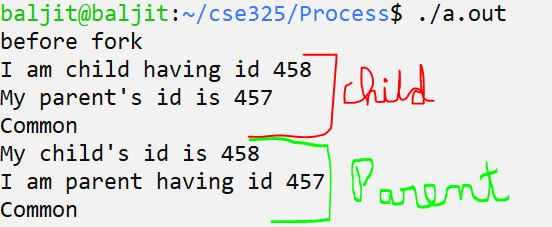 baljit@baljit:~/cse325/Process$ ./a.out
before fork
I am child having id 458
My parent's id is 457
Common
child
My child's id is 458
I am parent having id 457
Common
Parent